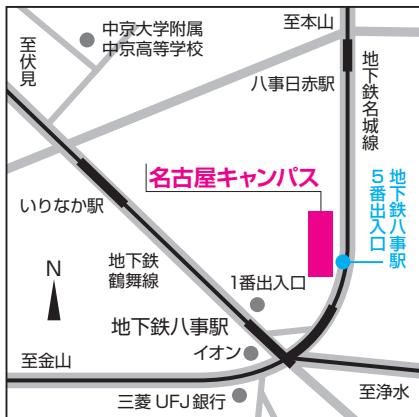 中京大学附属
中京高等学校
至伏見
至本山
八事日赤駅
地下鉄名城線
名古屋キャンパス
地下鉄八事駅
5番出入口
いりなか駅
N
地下鉄
鶴舞線
1番出入口
地下鉄八事駅
イオン
至金山
三菱UFJ銀行
至浄水